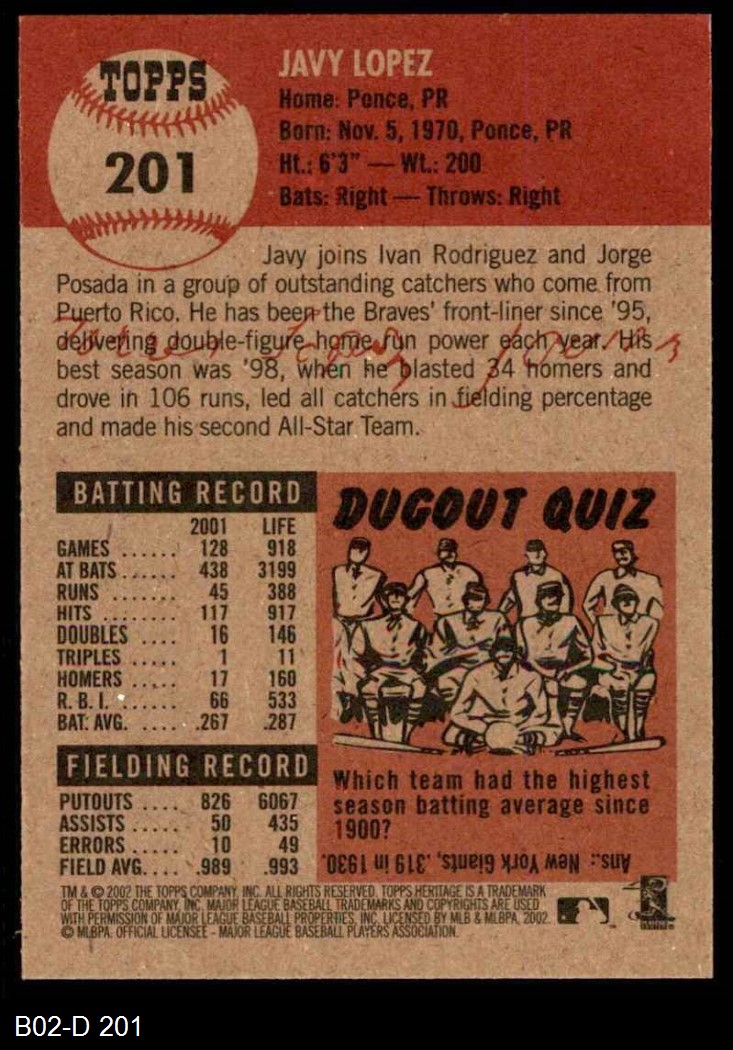 TOPPS
201
JAVY LOPEZ
Home: Ponce, PR
Born: Nov. 5, 1970, Ponce, PR
Ht.: 6'3" — Wt.: 200
Bats: Right — Throws: Right
Javy joins Ivan Rodriguez and Jorge
Posada in a group of outstanding catchers who come from
Puerto Rico. He has been the Braves' front-liner since '95,
delivering double-figure home run power each year. His
best season was '98, when he blasted 34 homers and
drove in 106 runs, led all catchers in fielding percentage
and made his second All-Star Team.
BATTING RECORD
2001 LIFE
GAMES ...... 128 918
AT BATS ...... 438 3199
RUNS ....... 45 388
HITS ........ 117 917
DOUBLES .... 16 146
TRIPLES ..... 1 11
HOMERS ..... 17 160
R. B. I. ....... 66 533
BAT. AVG. .... .267 .287
FIELDING RECORD
PUTOUTS .... 826 6067
ASSISTS ..... 50 435
ERRORS ..... 10 49
FIELD AVG.... .989 .993
DUGOUT QUIZ
Which team had the highest
season batting average since
1900?
Ans.: New York Giants, .319 in 1930.
TM & © 2002 THE TOPPS COMPANY, INC. ALL RIGHTS RESERVED. TOPPS HERITAGE IS A TRADEMARK
OF THE TOPPS COMPANY, INC. MAJOR LEAGUE BASEBALL TRADEMARKS AND COPYRIGHTS ARE USED
WITH PERMISSION OF MAJOR LEAGUE BASEBALL PROPERTIES, INC. LICENSED BY MLB & MLBPA, 2002.
© MLBPA. OFFICIAL LICENSEE - MAJOR LEAGUE BASEBALL PLAYERS ASSOCIATION.
B02-D 201